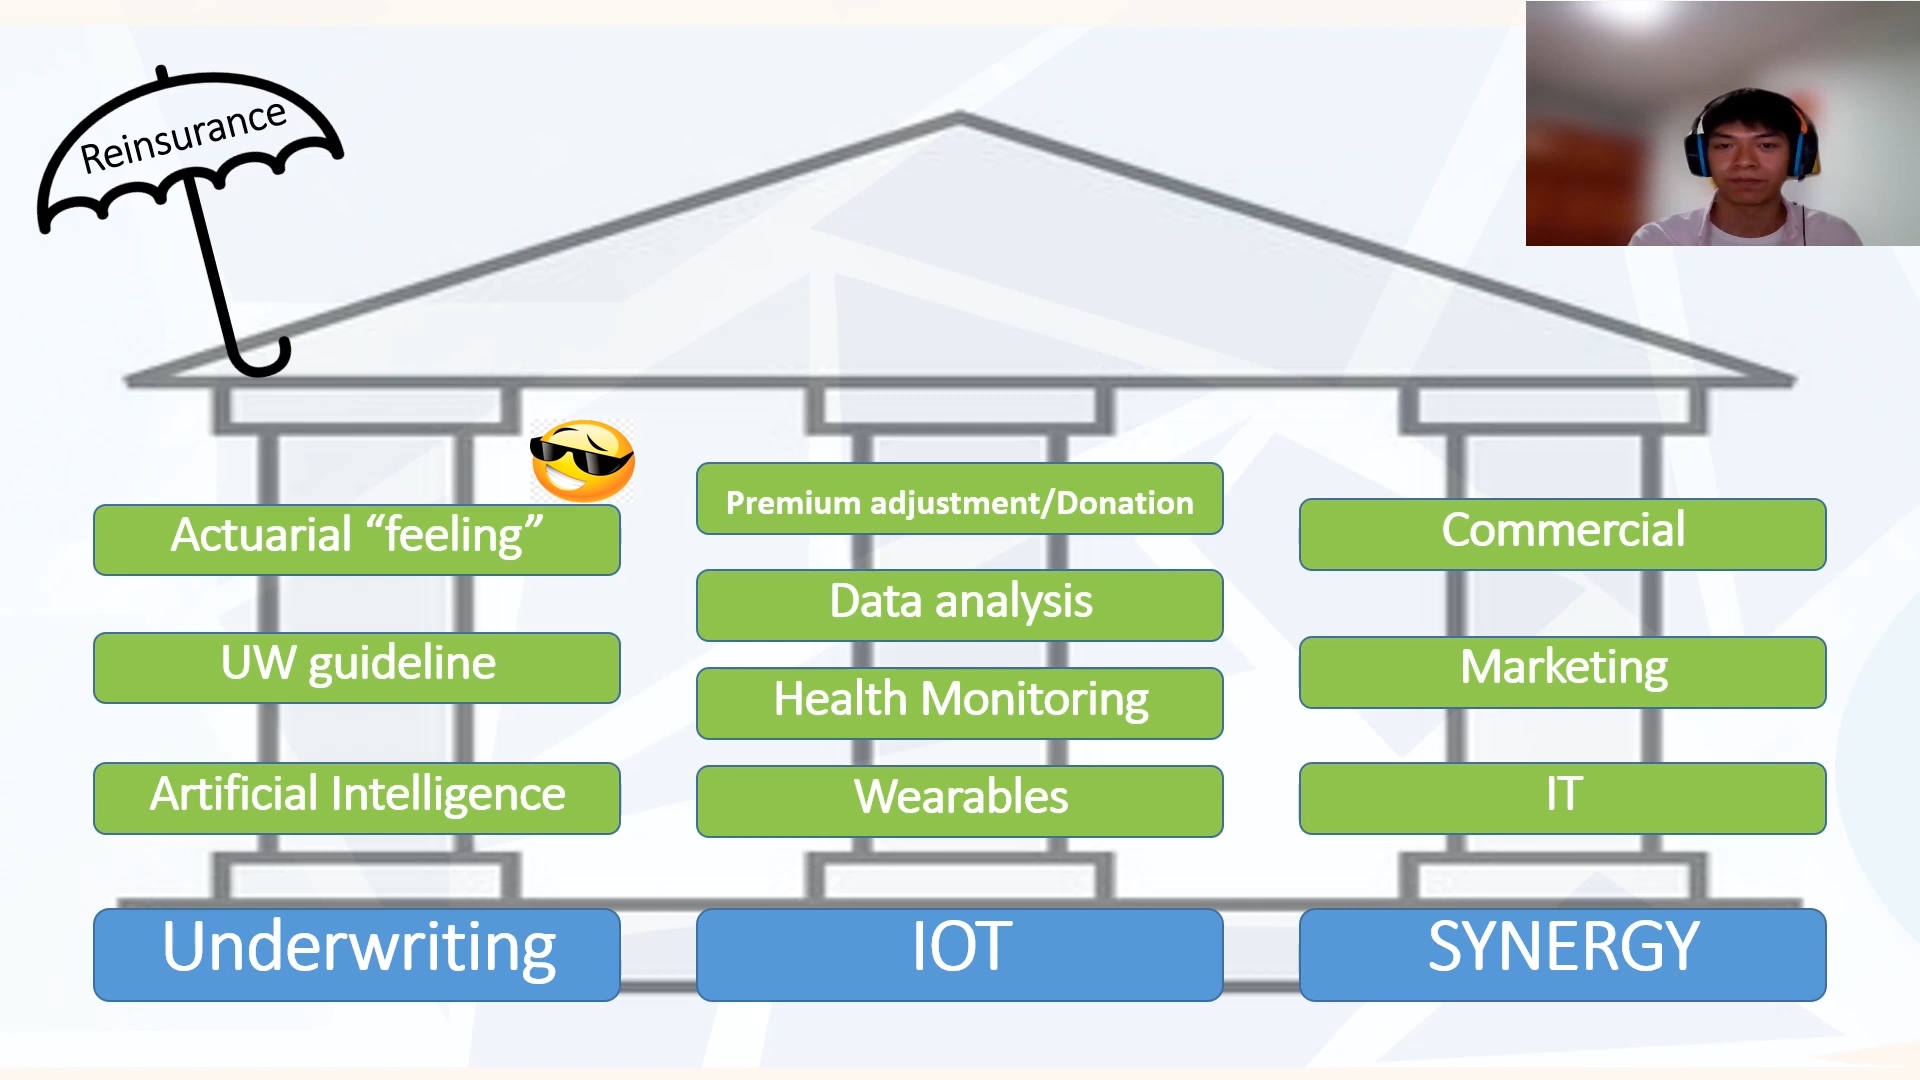 Reinsurance
Actuarial “feeling”
UW guideline
Artificial Intelligence
Underwriting
Premium adjustment/Donation
Data analysis
Health Monitoring
Wearables
IOT
Commercial
Marketing
IT
SYNERGY